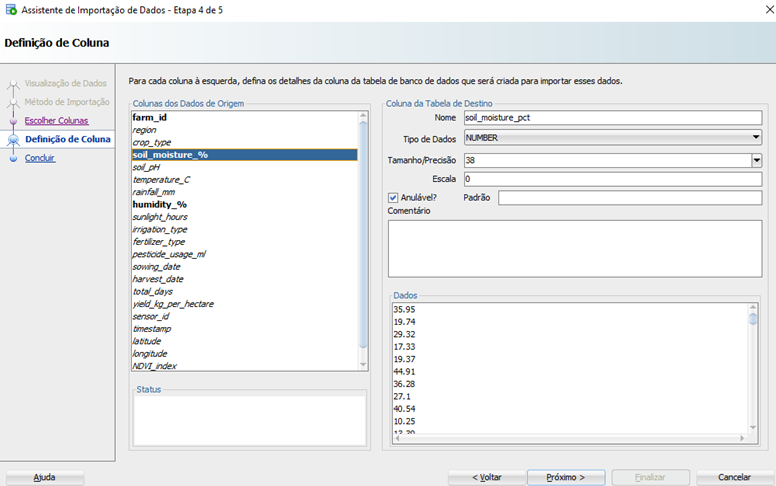 Assistente de Importação de Dados - Etapa 4 de 5
Definição de Coluna
Visualização de Dados
Método de Importação
Escolher Colunas
Definição de Coluna
Concluir
Para cada coluna à esquerda, defina os detalhes da coluna da tabela de banco de dados que será criada para importar esses dados.
Colunas dos Dados de Origem
farm_id
region
crop_type
soil_moisture_%
soil_pH
temperature_C
rainfall_mm
humidity_%
sunlight_hours
irrigation_type
fertilizer_type
pesticide_usage_ml
sowing_date
harvest_date
total_days
yield_kg_per_hectare
sensor_id
timestamp
latitude
longitude
NDVI_index
Status
Coluna da Tabela de Destino
Nome soil_moisture_pct
Tipo de Dados NUMBER
Tamanho/Precisão 38
Escala 0
Anulável? Padrão
Comentário
Dados
35.95
19.74
29.32
17.33
19.37
44.91
36.28
27.1
40.54
10.25
Ajuda
< Voltar
Próximo >
Finalizar
Cancelar